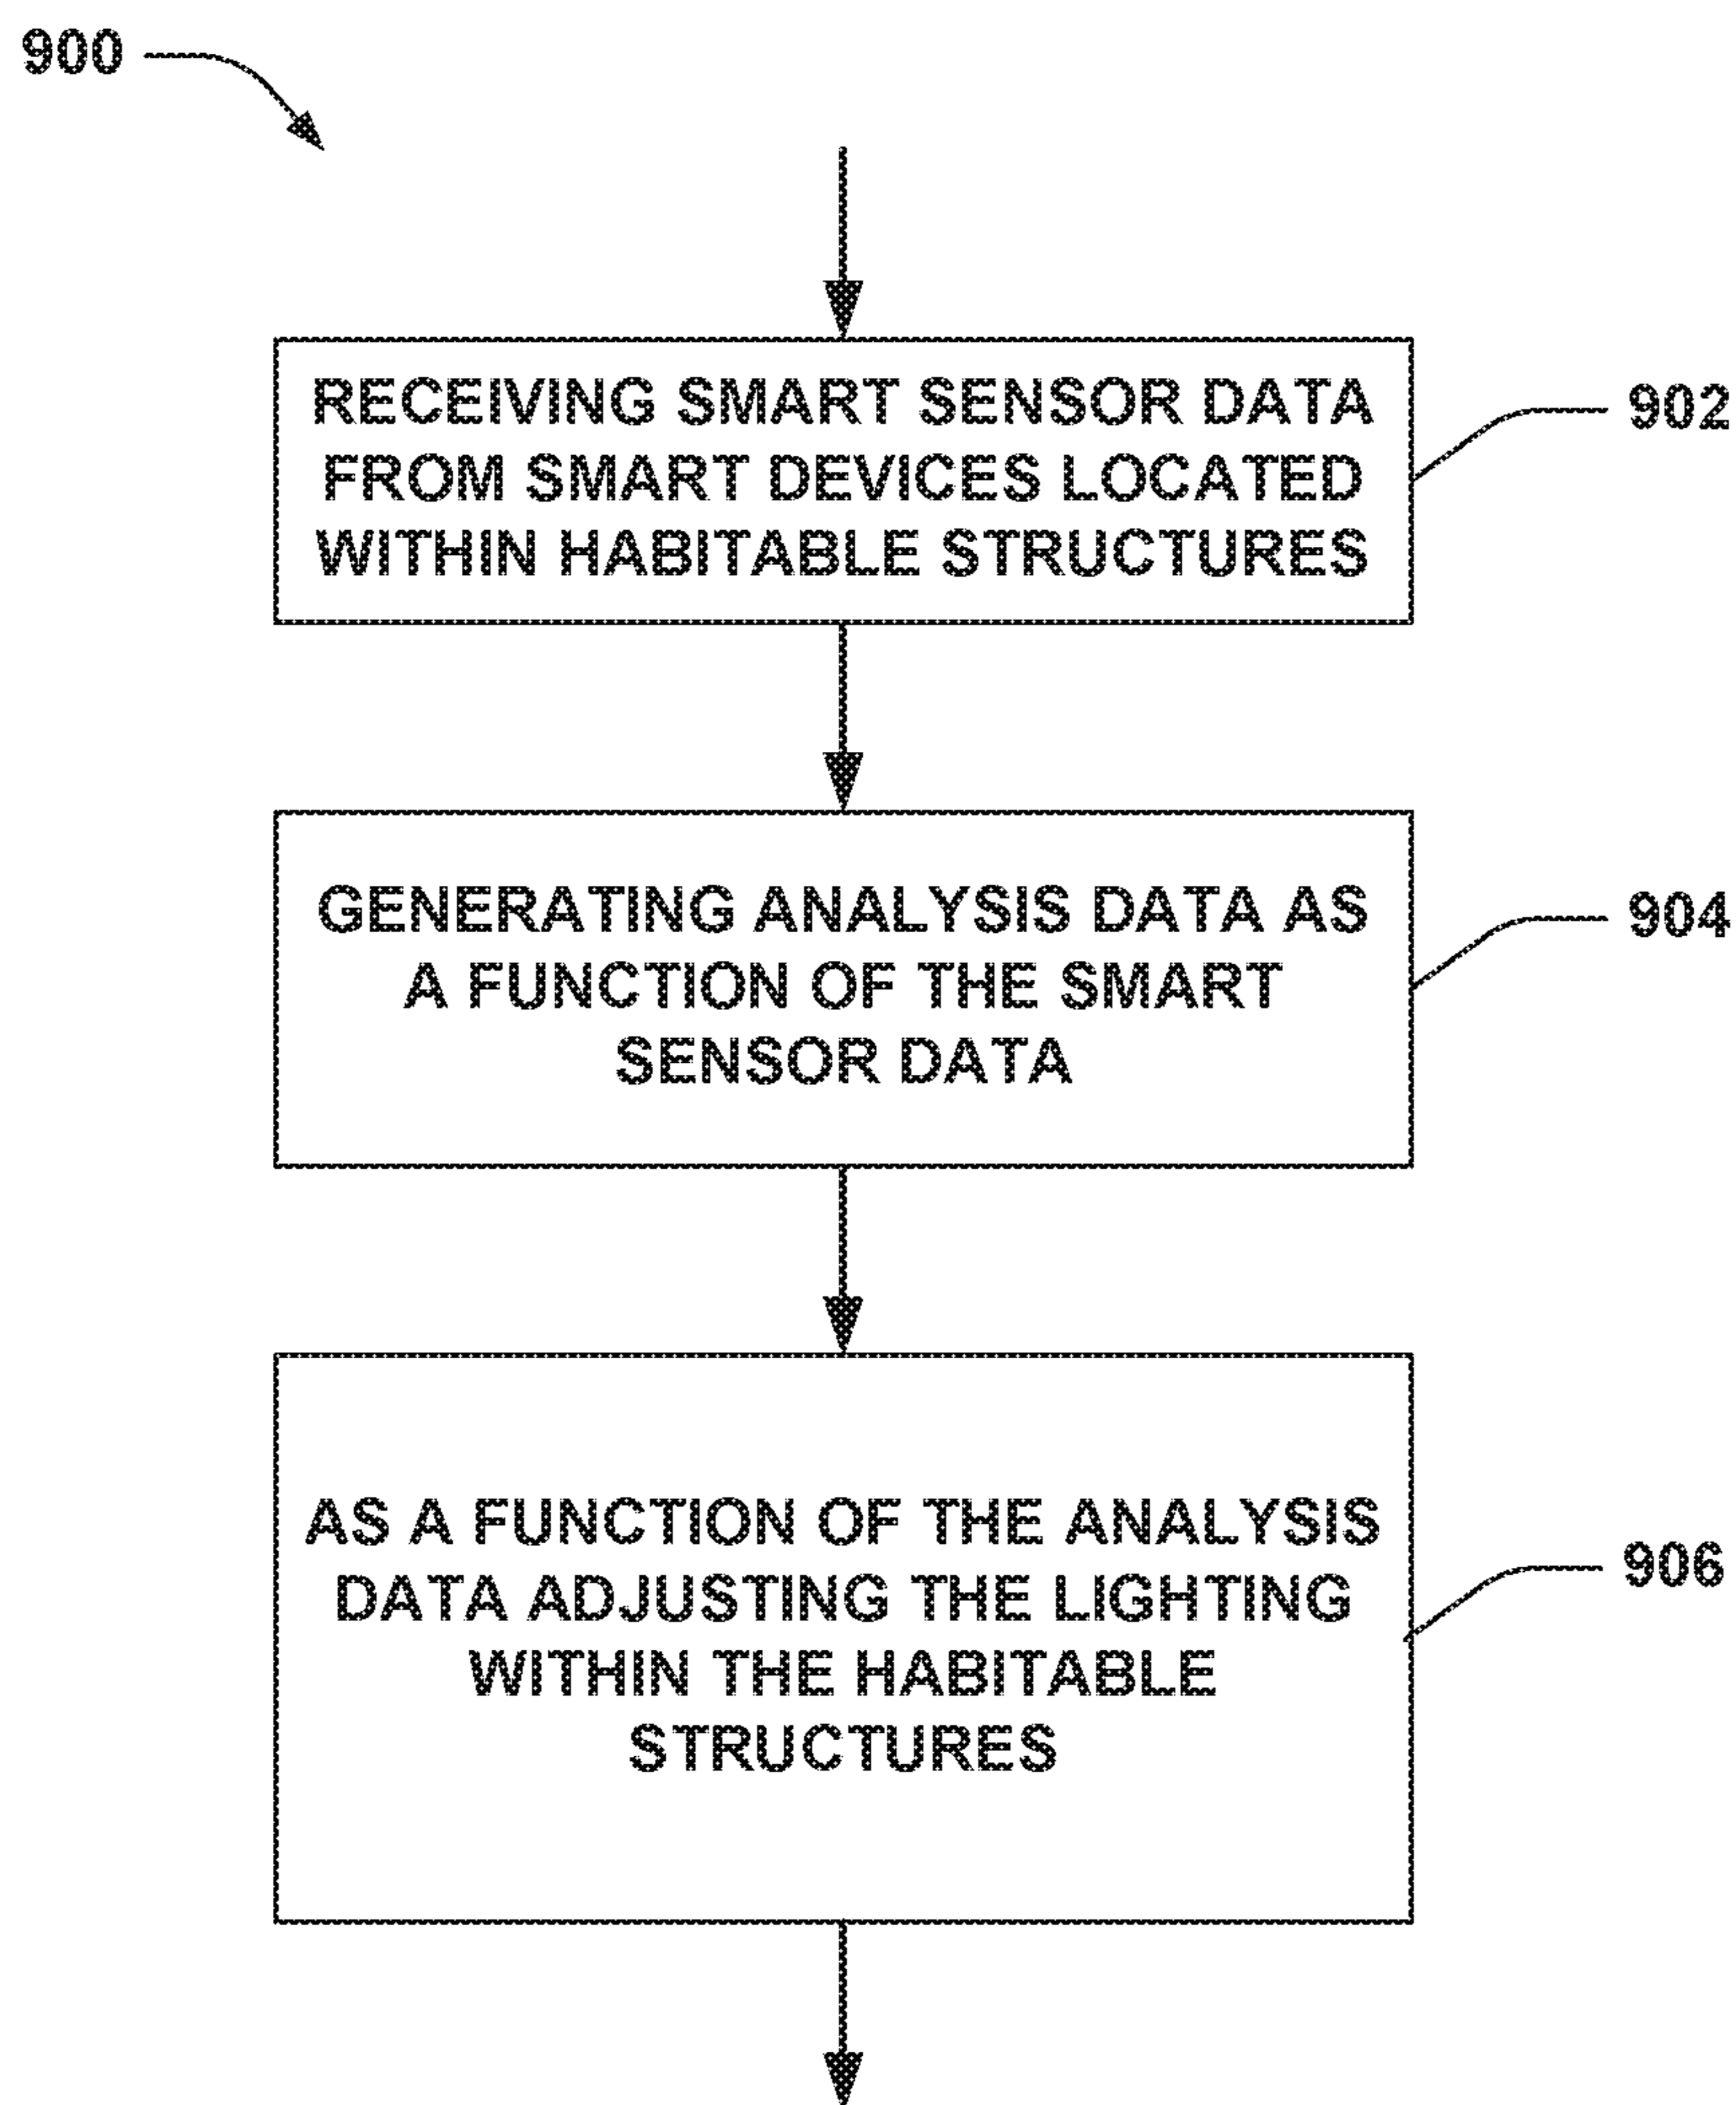 900
RECEIVING SMART SENSOR DATA
FROM SMART DEVICES LOCATED
WITHIN HABITABLE STRUCTURES
902
GENERATING ANALYSIS DATA AS
A FUNCTION OF THE SMART
SENSOR DATA
904
AS A FUNCTION OF THE ANALYSIS
DATA ADJUSTING THE LIGHTING
WITHIN THE HABITABLE
STRUCTURES
906